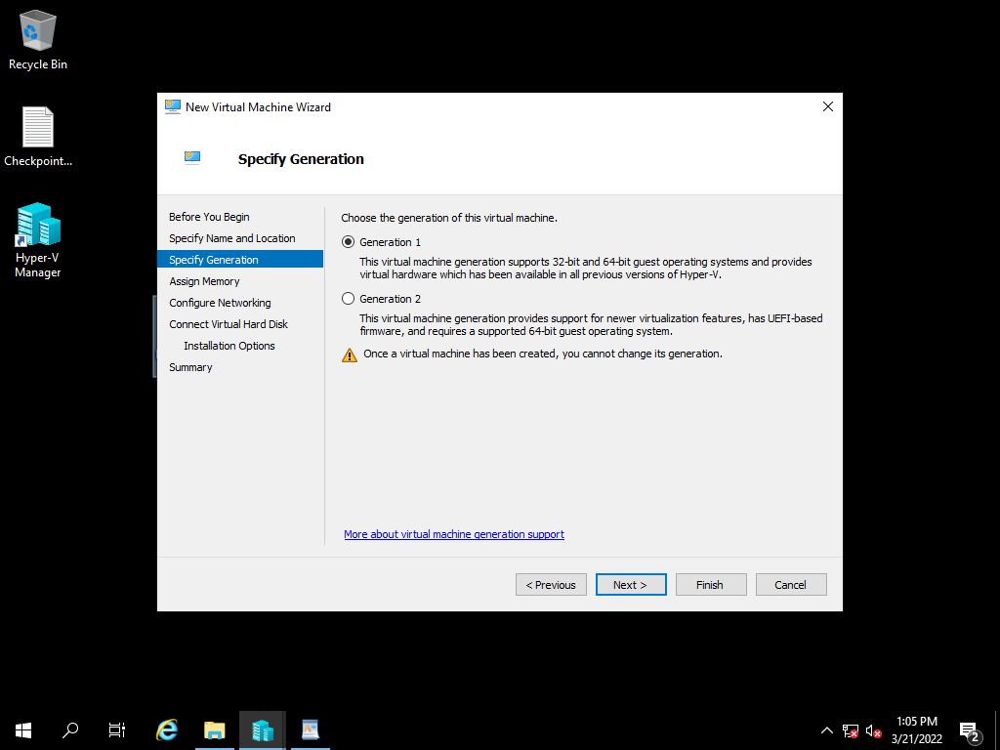 Recycle Bin
Checkpoint...
Hyper-V
Manager
New Virtual Machine Wizard
Specify Generation
Before You Begin
Specify Name and Location
Specify Generation
Assign Memory
Configure Networking
Connect Virtual Hard Disk
Installation Options
Summary
Choose the generation of this virtual machine.
Generation 1
This virtual machine generation supports 32-bit and 64-bit guest operating systems and provides
virtual hardware which has been available in all previous versions of Hyper-V.
Generation 2
This virtual machine generation provides support for newer virtualization features, has UEFI-based
firmware, and requires a supported 64-bit guest operating system.
Once a virtual machine has been created, you cannot change its generation.
More about virtual machine generation support
< Previous
Next >
Finish
Cancel
1:05 PM
3/21/2022
2